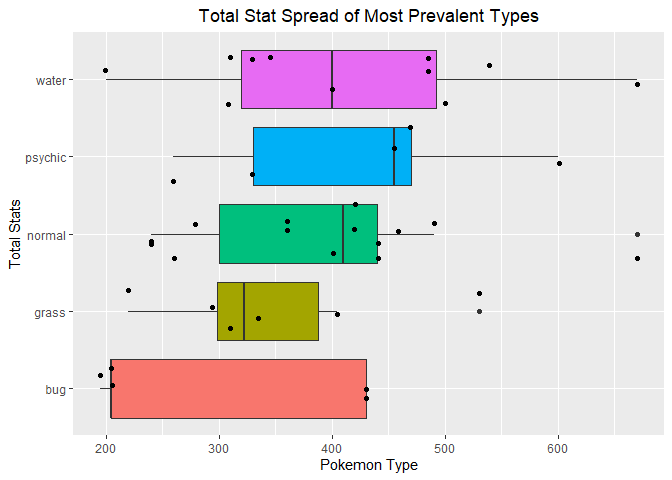 Total Stat Spread of Most Prevalent Types
Total Stats
water
psychic
normal
grass
bug
200 300 400 500 600
Pokemon Type